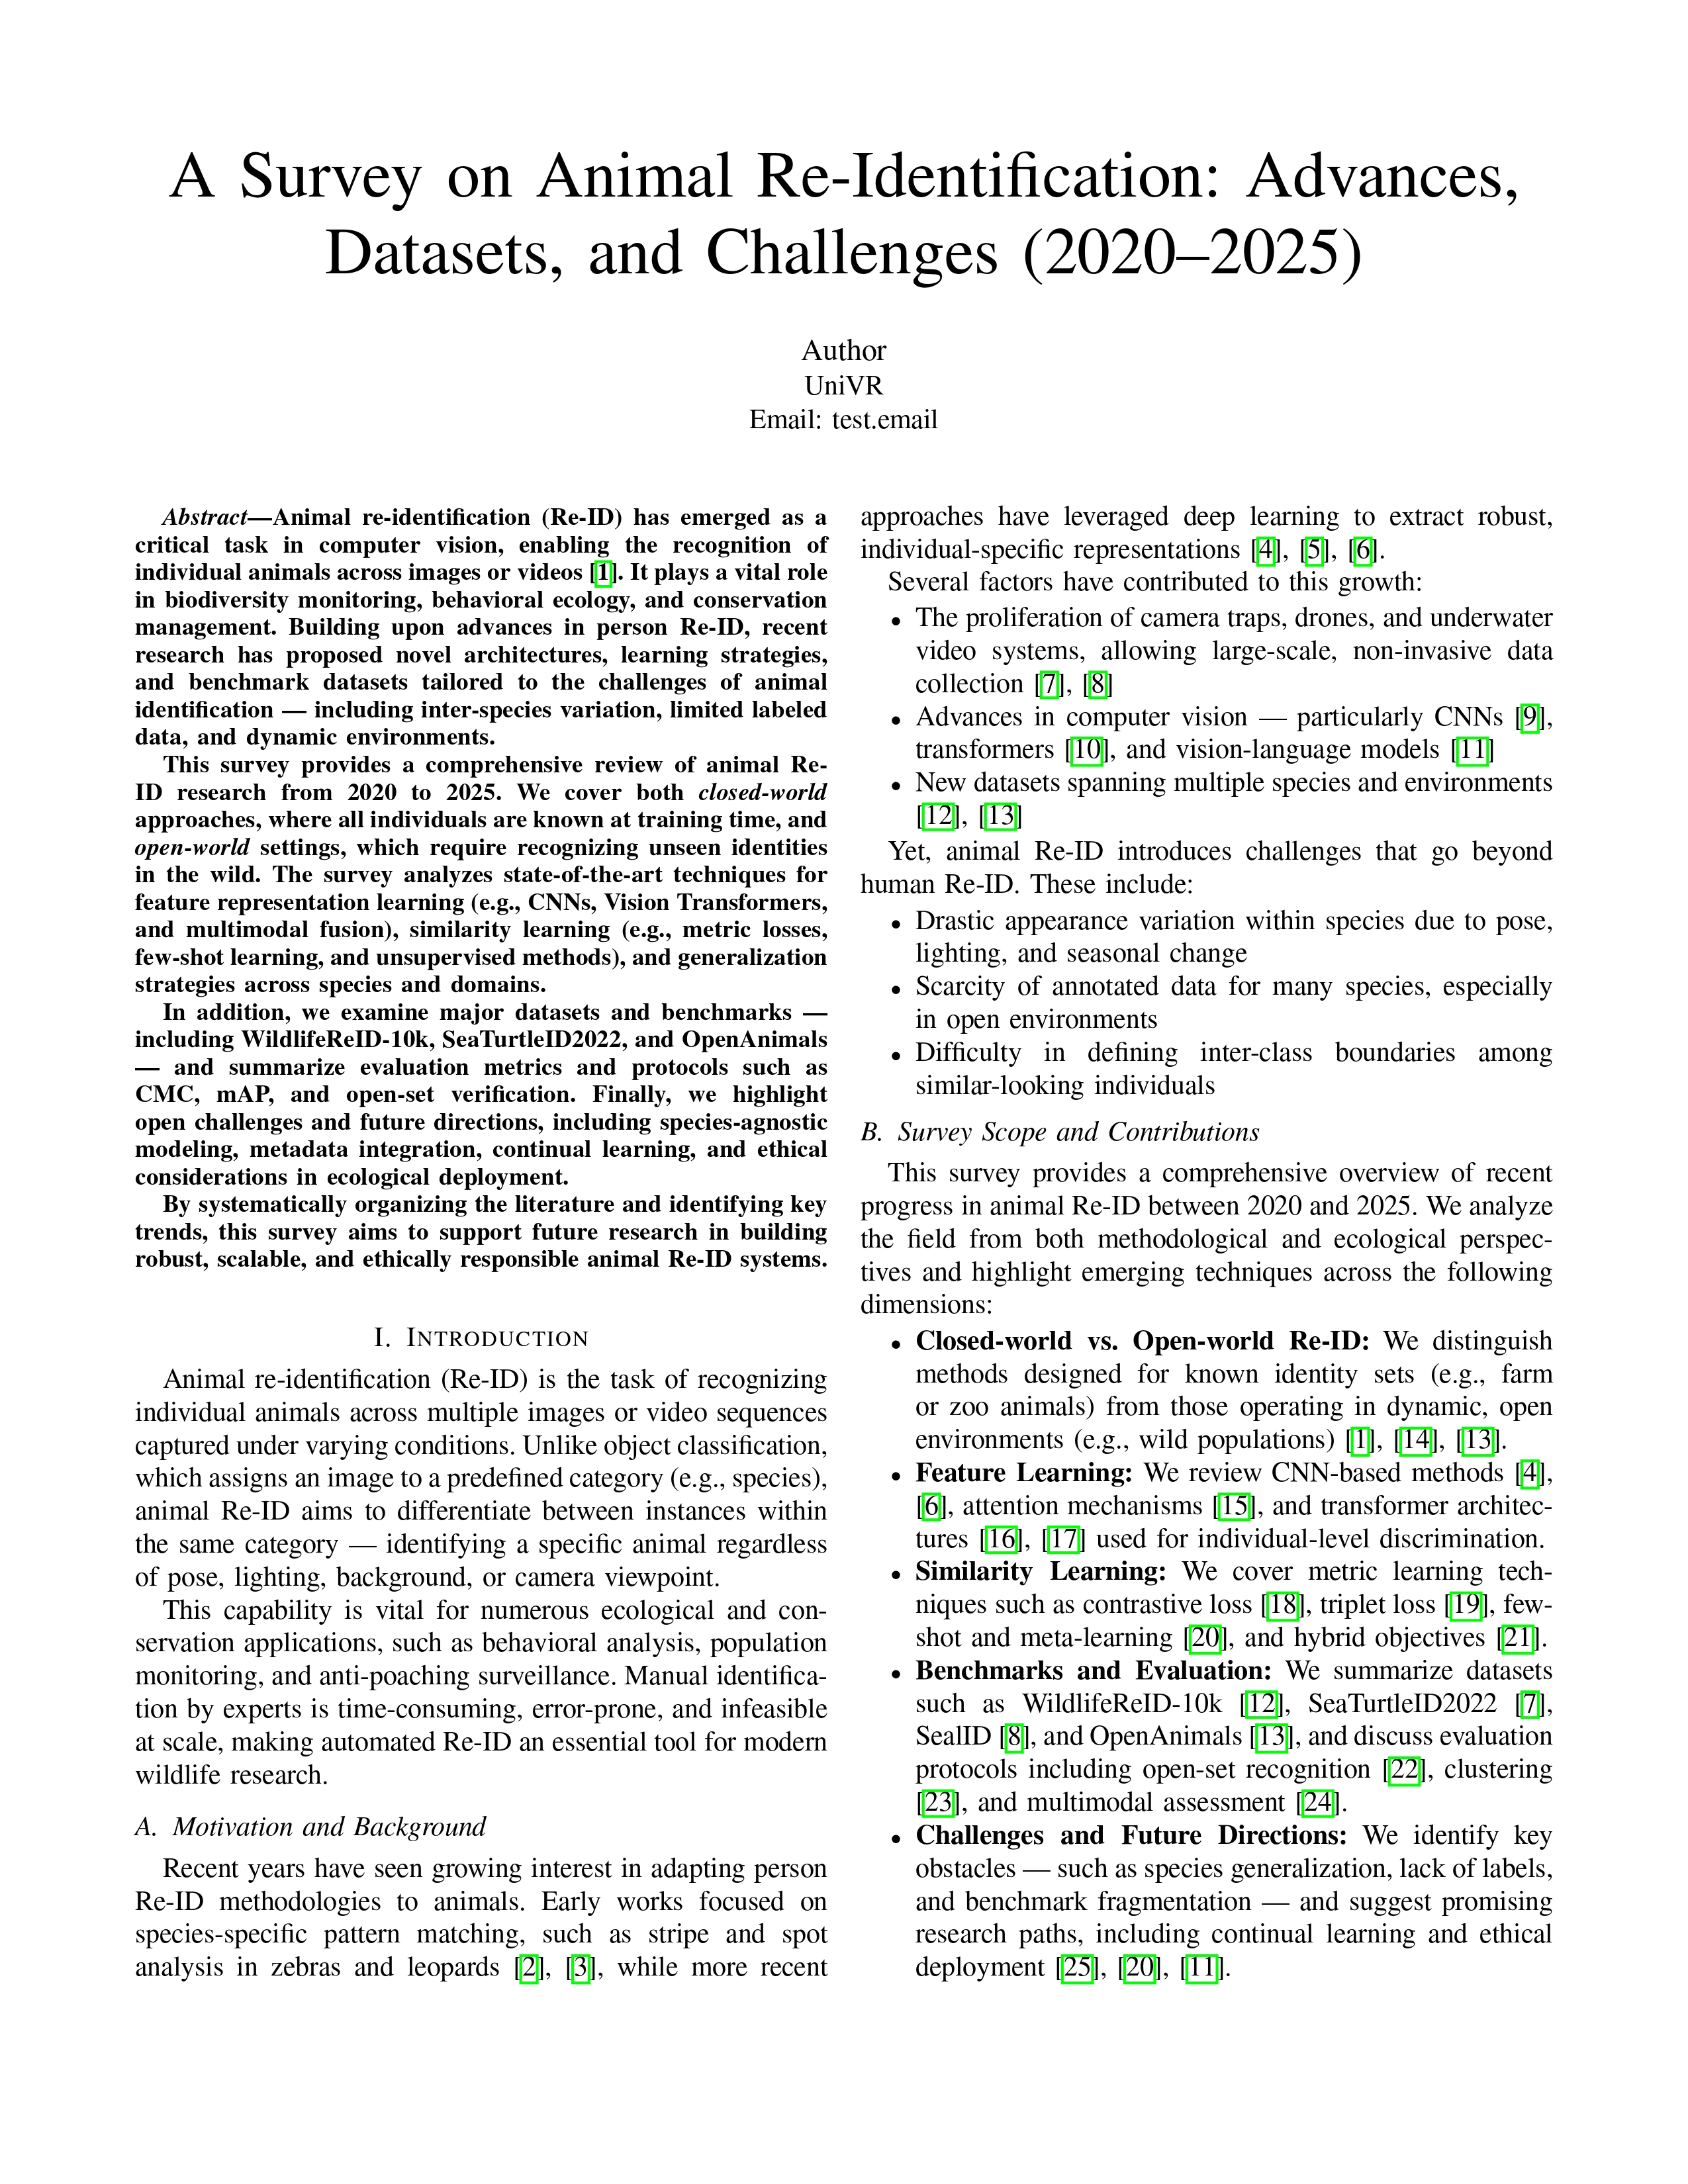 A Survey on Animal Re-Identification: Advances,
Datasets, and Challenges (2020–2025)
Author
UniVR
Email: test.email
Abstract—Animal re-identification (Re-ID) has emerged as a
critical task in computer vision, enabling the recognition of
individual animals across images or videos [1]. It plays a vital role
in biodiversity monitoring, behavioral ecology, and conservation
management. Building upon advances in person Re-ID, recent
research has proposed novel architectures, learning strategies,
and benchmark datasets tailored to the challenges of animal
identification — including inter-species variation, limited labeled
data, and dynamic environments.
This survey provides a comprehensive review of animal Re-
ID research from 2020 to 2025. We cover both closed-world
approaches, where all individuals are known at training time, and
open-world settings, which require recognizing unseen identities
in the wild. The survey analyzes state-of-the-art techniques for
feature representation learning (e.g., CNNs, Vision Transformers,
and multimodal fusion), similarity learning (e.g., metric losses,
few-shot learning, and unsupervised methods), and generalization
strategies across species and domains.
In addition, we examine major datasets and benchmarks —
including WildlifeReID-10k, SeaTurtleID2022, and OpenAnimals
— and summarize evaluation metrics and protocols such as
CMC, mAP, and open-set verification. Finally, we highlight
open challenges and future directions, including species-agnostic
modeling, metadata integration, continual learning, and ethical
considerations in ecological deployment.
By systematically organizing the literature and identifying key
trends, this survey aims to support future research in building
robust, scalable, and ethically responsible animal Re-ID systems.
I. INTRODUCTION
Animal re-identification (Re-ID) is the task of recognizing
individual animals across multiple images or video sequences
captured under varying conditions. Unlike object classification,
which assigns an image to a predefined category (e.g., species),
animal Re-ID aims to differentiate between instances within
the same category — identifying a specific animal regardless
of pose, lighting, background, or camera viewpoint.
This capability is vital for numerous ecological and con-
servation applications, such as behavioral analysis, population
monitoring, and anti-poaching surveillance. Manual identifica-
tion by experts is time-consuming, error-prone, and infeasible
at scale, making automated Re-ID an essential tool for modern
wildlife research.
A. Motivation and Background
Recent years have seen growing interest in adapting person
Re-ID methodologies to animals. Early works focused on
species-specific pattern matching, such as stripe and spot
analysis in zebras and leopards [2], [3], while more recent
approaches have leveraged deep learning to extract robust,
individual-specific representations [4], [5], [6].
Several factors have contributed to this growth:
• The proliferation of camera traps, drones, and underwater
video systems, allowing large-scale, non-invasive data
collection [7], [8]
• Advances in computer vision — particularly CNNs [9],
transformers [10], and vision-language models [11]
• New datasets spanning multiple species and environments
[12], [13]
Yet, animal Re-ID introduces challenges that go beyond
human Re-ID. These include:
• Drastic appearance variation within species due to pose,
lighting, and seasonal change
• Scarcity of annotated data for many species, especially
in open environments
• Difficulty in defining inter-class boundaries among
similar-looking individuals
B. Survey Scope and Contributions
This survey provides a comprehensive overview of recent
progress in animal Re-ID between 2020 and 2025. We analyze
the field from both methodological and ecological perspec-
tives and highlight emerging techniques across the following
dimensions:
• Closed-world vs. Open-world Re-ID: We distinguish
methods designed for known identity sets (e.g., farm
or zoo animals) from those operating in dynamic, open
environments (e.g., wild populations) [1], [14], [13].
• Feature Learning: We review CNN-based methods [4],
[6], attention mechanisms [15], and transformer architec-
tures [16], [17] used for individual-level discrimination.
• Similarity Learning: We cover metric learning tech-
niques such as contrastive loss [18], triplet loss [19], few-
shot and meta-learning [20], and hybrid objectives [21].
• Benchmarks and Evaluation: We summarize datasets
such as WildlifeReID-10k [12], SeaTurtleID2022 [7],
SealID [8], and OpenAnimals [13], and discuss evaluation
protocols including open-set recognition [22], clustering
[23], and multimodal assessment [24].
• Challenges and Future Directions: We identify key
obstacles — such as species generalization, lack of labels,
and benchmark fragmentation — and suggest promising
research paths, including continual learning and ethical
deployment [25], [20], [11].